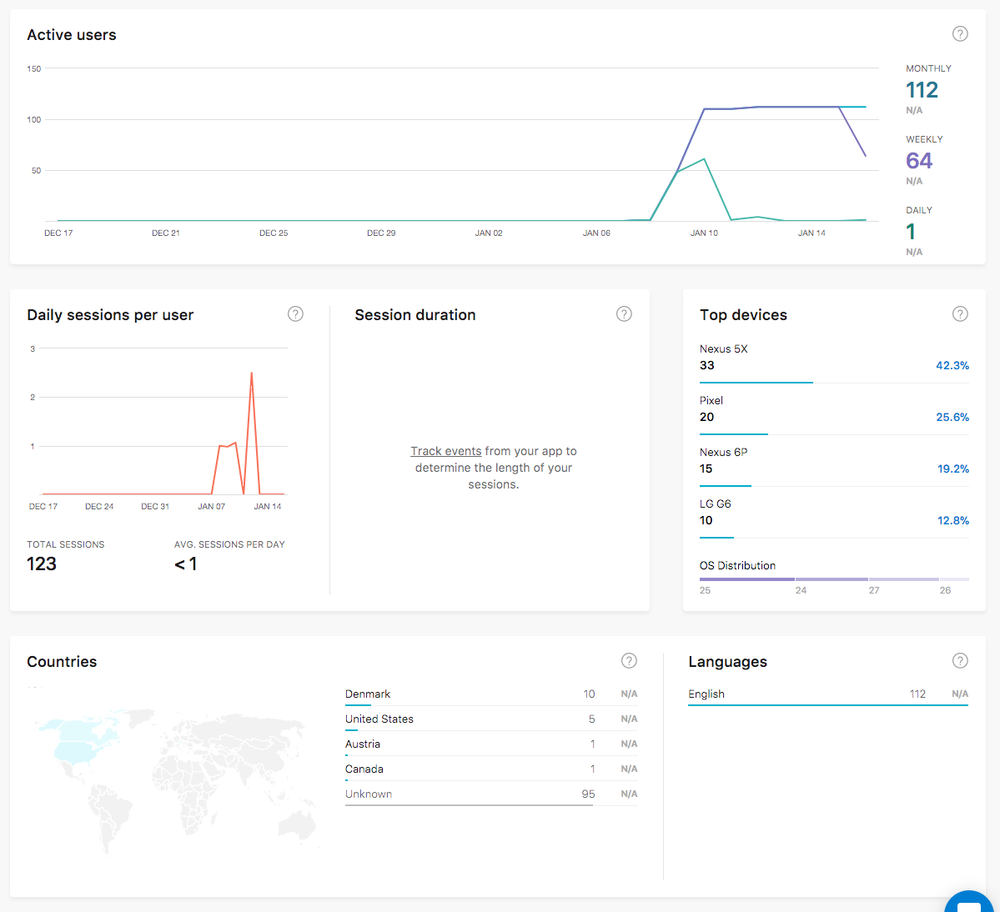 Active users
?
150
100
50
DEC 17 DEC 21 DEC 25 DEC 29 JAN 02 JAN 06 JAN 10 JAN 14
MONTHLY
112
N/A
WEEKLY
64
N/A
DAILY
1
N/A
Daily sessions per user
?
3
2
1
DEC 17 DEC 24 DEC 31 JAN 07 JAN 14
TOTAL SESSIONS
123
AVG. SESSIONS PER DAY
< 1
Session duration
?
Track events from your app to
determine the length of your
sessions.
Top devices
?
Nexus 5X
33 42.3%
Pixel
20 25.6%
Nexus 6P
15 19.2%
LG G6
10 12.8%
OS Distribution
25 24 27 26
Countries
?
Denmark 10 N/A
United States 5 N/A
Austria 1 N/A
Canada 1 N/A
Unknown 95 N/A
Languages
?
English 112 N/A